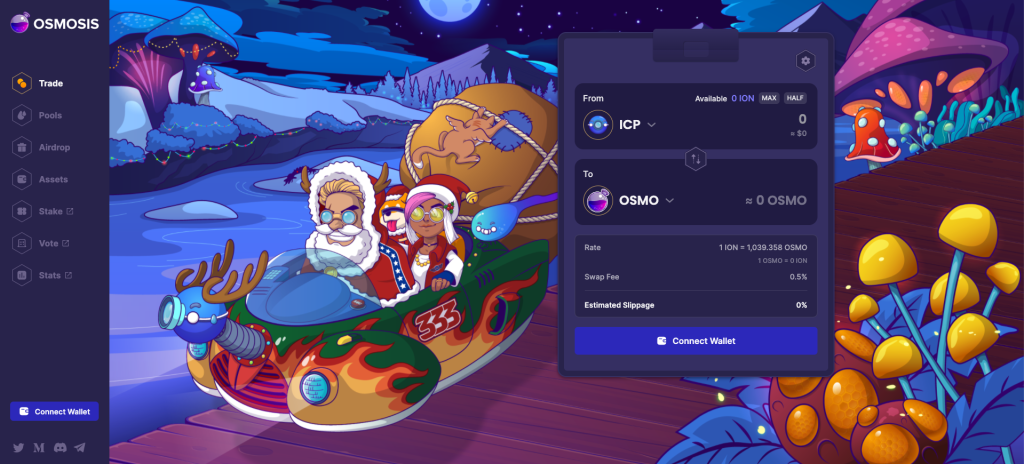 OSMOSIS
Trade
Pools
Airdrop
Assets
Stake
Vote
Stats
Connect Wallet
From
Available 0 ION MAX HALF
ICP
0
≈ $0
To
OSMO
≈ 0 OSMO
Rate
1 ION = 1,039.358 OSMO
1 OSMO = 0 ION
Swap Fee
0.5%
Estimated Slippage
0%
Connect Wallet
333